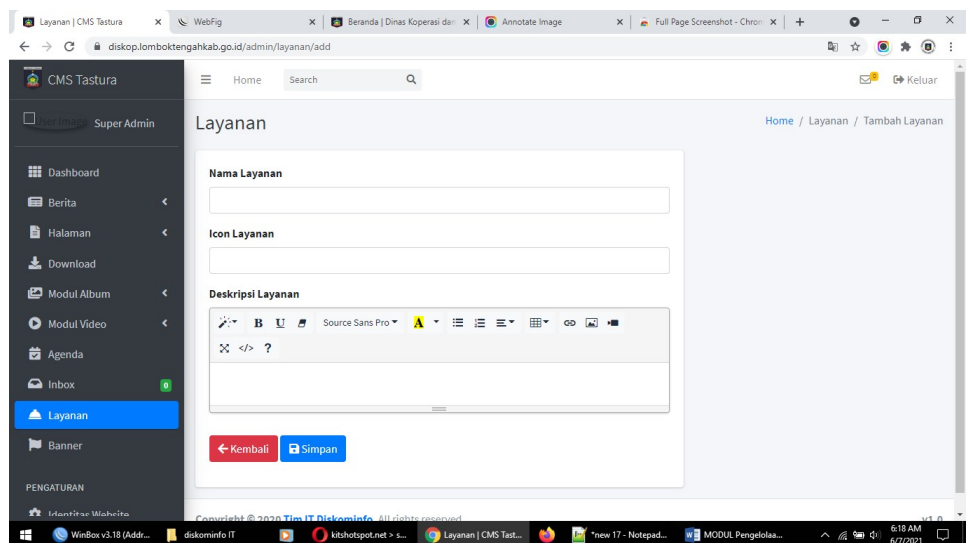 Layanan | CMS Tastura
WebFig
Beranda | Dinas Koperasi dan
Annotate Image
Full Page Screenshot - Chrom
diskop.lomboktengahkab.go.id/admin/layanan/add
CMS Tastura
Home
Search
Keluar
Super Admin
Layanan
Home / Layanan / Tambah Layanan
Dashboard
Berita
Halaman
Download
Modul Album
Modul Video
Agenda
Inbox 0
Layanan
Banner
PENGATURAN
Identitas Website
Nama Layanan
Icon Layanan
Deskripsi Layanan
B U Source Sans Pro A
</> ?
Kembali
Simpan
Copyright © 2020 Tim IT Diskominfo. All rights reserved.
v1.0
WinBox v3.18 (Addr...
diskominfo IT
kitshotspot.net > s...
Layanan | CMS Tast...
*new 17 - Notepad...
MODUL Pengelolaa...
6:18 AM
6/7/2021